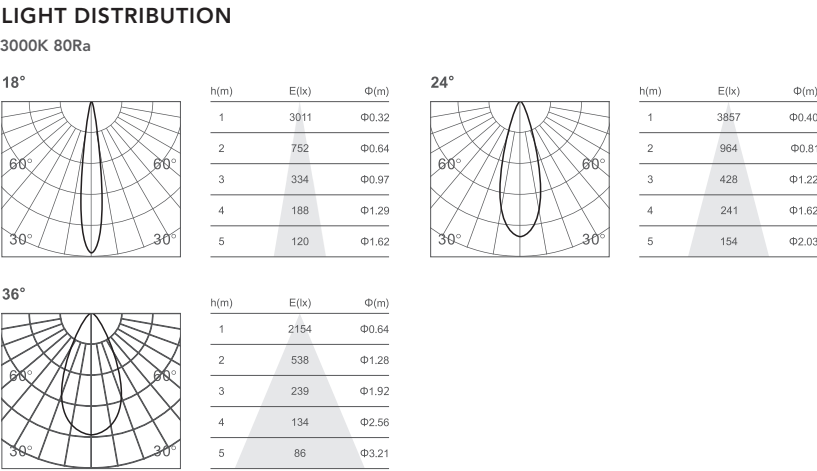 LIGHT DISTRIBUTION
3000K 80Ra
18°
60° 60°
30° 30°
h(m) E(lx) Φ(m)
1 3011 Φ0.32
2 752 Φ0.64
3 334 Φ0.97
4 188 Φ1.29
5 120 Φ1.62
24°
60° 60°
30° 30°
h(m) E(lx) Φ(m)
1 3857 Φ0.40
2 964 Φ0.81
3 428 Φ1.22
4 241 Φ1.62
5 154 Φ2.03
36°
60° 60°
30° 30°
h(m) E(lx) Φ(m)
1 2154 Φ0.64
2 538 Φ1.28
3 239 Φ1.92
4 134 Φ2.56
5 86 Φ3.21